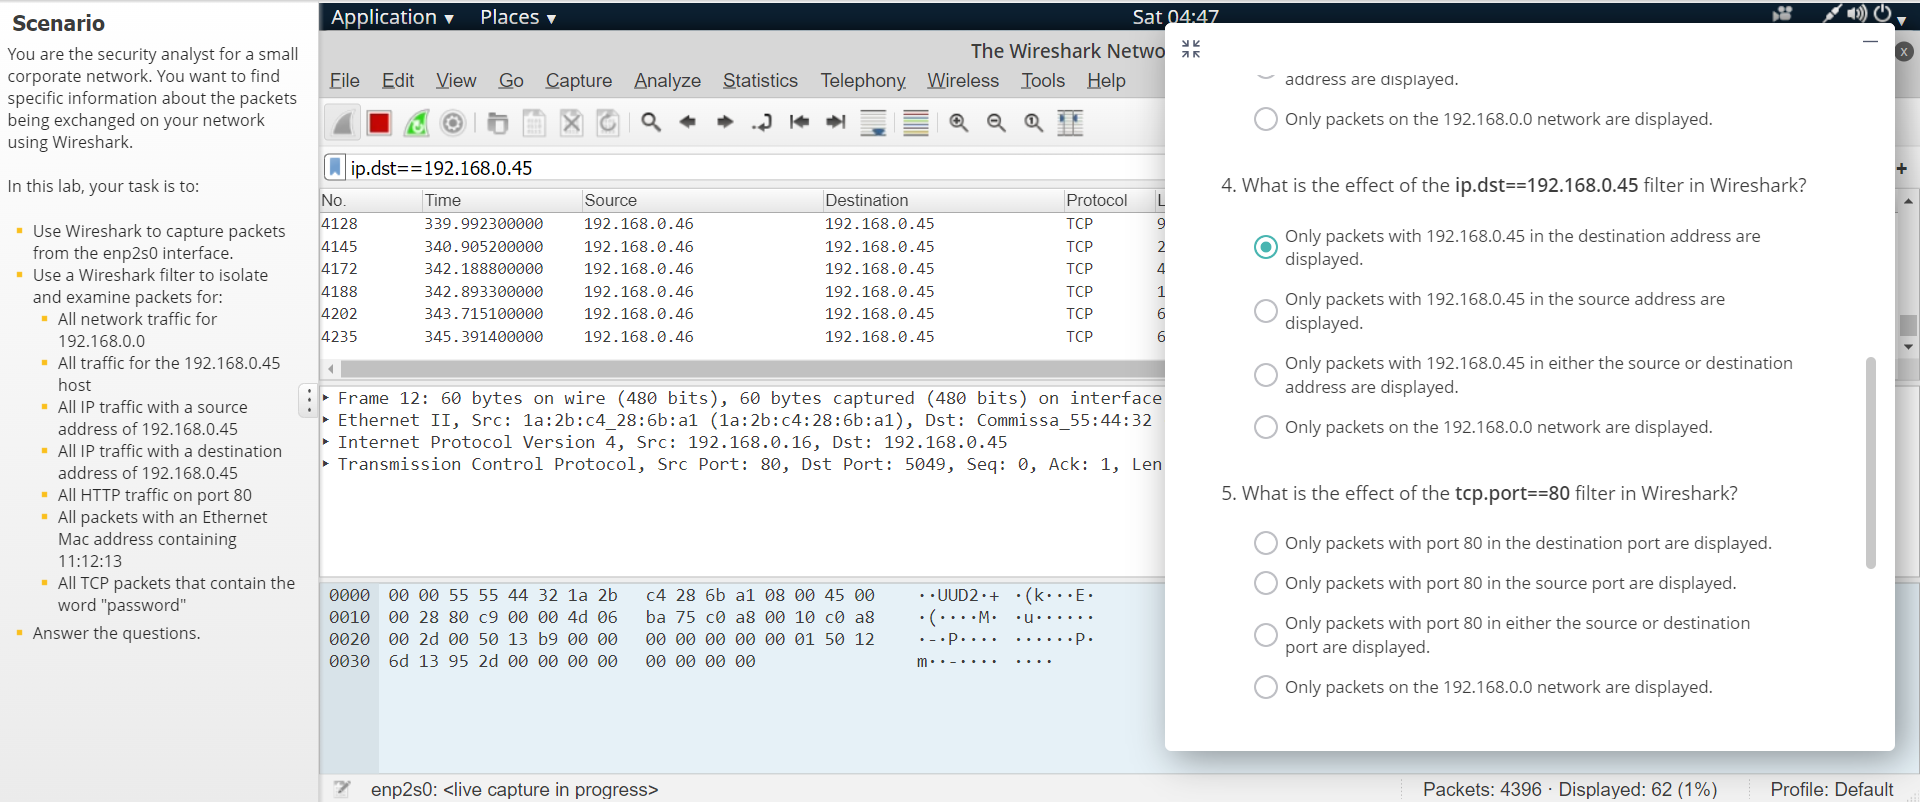 Scenario
You are the security analyst for a small
corporate network. You want to find
specific information about the packets
being exchanged on your network
using Wireshark.
In this lab, your task is to:
Use Wireshark to capture packets
from the enp2s0 interface.
Use a Wireshark filter to isolate
and examine packets for:
All network traffic for
192.168.0.0
All traffic for the 192.168.0.45
host
All IP traffic with a source
address of 192.168.0.45
All IP traffic with a destination
address of 192.168.0.45
All HTTP traffic on port 80
All packets with an Ethernet
Mac address containing
11:12:13
All TCP packets that contain the
word "password"
Answer the questions.
Application ▾ Places ▾ Sat 04:47
The Wireshark Netwo
File Edit View Go Capture Analyze Statistics Telephony Wireless Tools Help
ip.dst==192.168.0.45
No. Time Source Destination Protocol L
4128 339.992300000 192.168.0.46 192.168.0.45 TCP 9
4145 340.905200000 192.168.0.46 192.168.0.45 TCP 2
4172 342.188800000 192.168.0.46 192.168.0.45 TCP 4
4188 342.893300000 192.168.0.46 192.168.0.45 TCP 1
4202 343.715100000 192.168.0.46 192.168.0.45 TCP 6
4235 345.391400000 192.168.0.46 192.168.0.45 TCP 6
Frame 12: 60 bytes on wire (480 bits), 60 bytes captured (480 bits) on interface
Ethernet II, Src: 1a:2b:c4_28:6b:a1 (1a:2b:c4:28:6b:a1), Dst: Commissa_55:44:32
Internet Protocol Version 4, Src: 192.168.0.16, Dst: 192.168.0.45
Transmission Control Protocol, Src Port: 80, Dst Port: 5049, Seq: 0, Ack: 1, Len
0000 00 00 55 55 44 32 1a 2b c4 28 6b a1 08 00 45 00 ··UUD2·+ ·(k···E·
0010 00 28 80 c9 00 00 4d 06 ba 75 c0 a8 00 10 c0 a8 ·(····M· ·u······
0020 00 2d 00 50 13 b9 00 00 00 00 00 00 00 01 50 12 ·-·P···· ······P·
0030 6d 13 95 2d 00 00 00 00 00 00 00 00 m··-···· ····
enp2s0: <live capture in progress> Packets: 4396 · Displayed: 62 (1%) Profile: Default
address are displayed.
Only packets on the 192.168.0.0 network are displayed.
4. What is the effect of the ip.dst==192.168.0.45 filter in Wireshark?
Only packets with 192.168.0.45 in the destination address are
displayed.
Only packets with 192.168.0.45 in the source address are
displayed.
Only packets with 192.168.0.45 in either the source or destination
address are displayed.
Only packets on the 192.168.0.0 network are displayed.
5. What is the effect of the tcp.port==80 filter in Wireshark?
Only packets with port 80 in the destination port are displayed.
Only packets with port 80 in the source port are displayed.
Only packets with port 80 in either the source or destination
port are displayed.
Only packets on the 192.168.0.0 network are displayed.